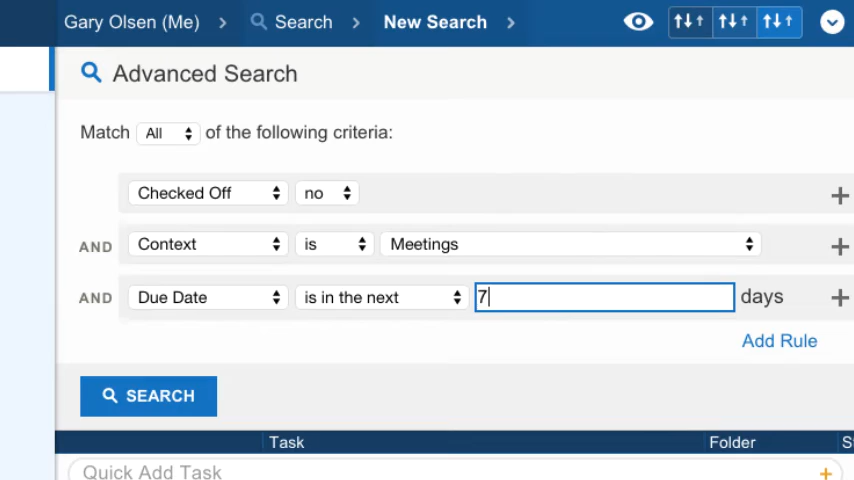 Gary Olsen (Me) > Search > New Search >
Advanced Search
Match All of the following criteria:
Checked Off no
AND Context is Meetings
AND Due Date is in the next 7 days
Add Rule
SEARCH
Task Folder
Quick Add Task